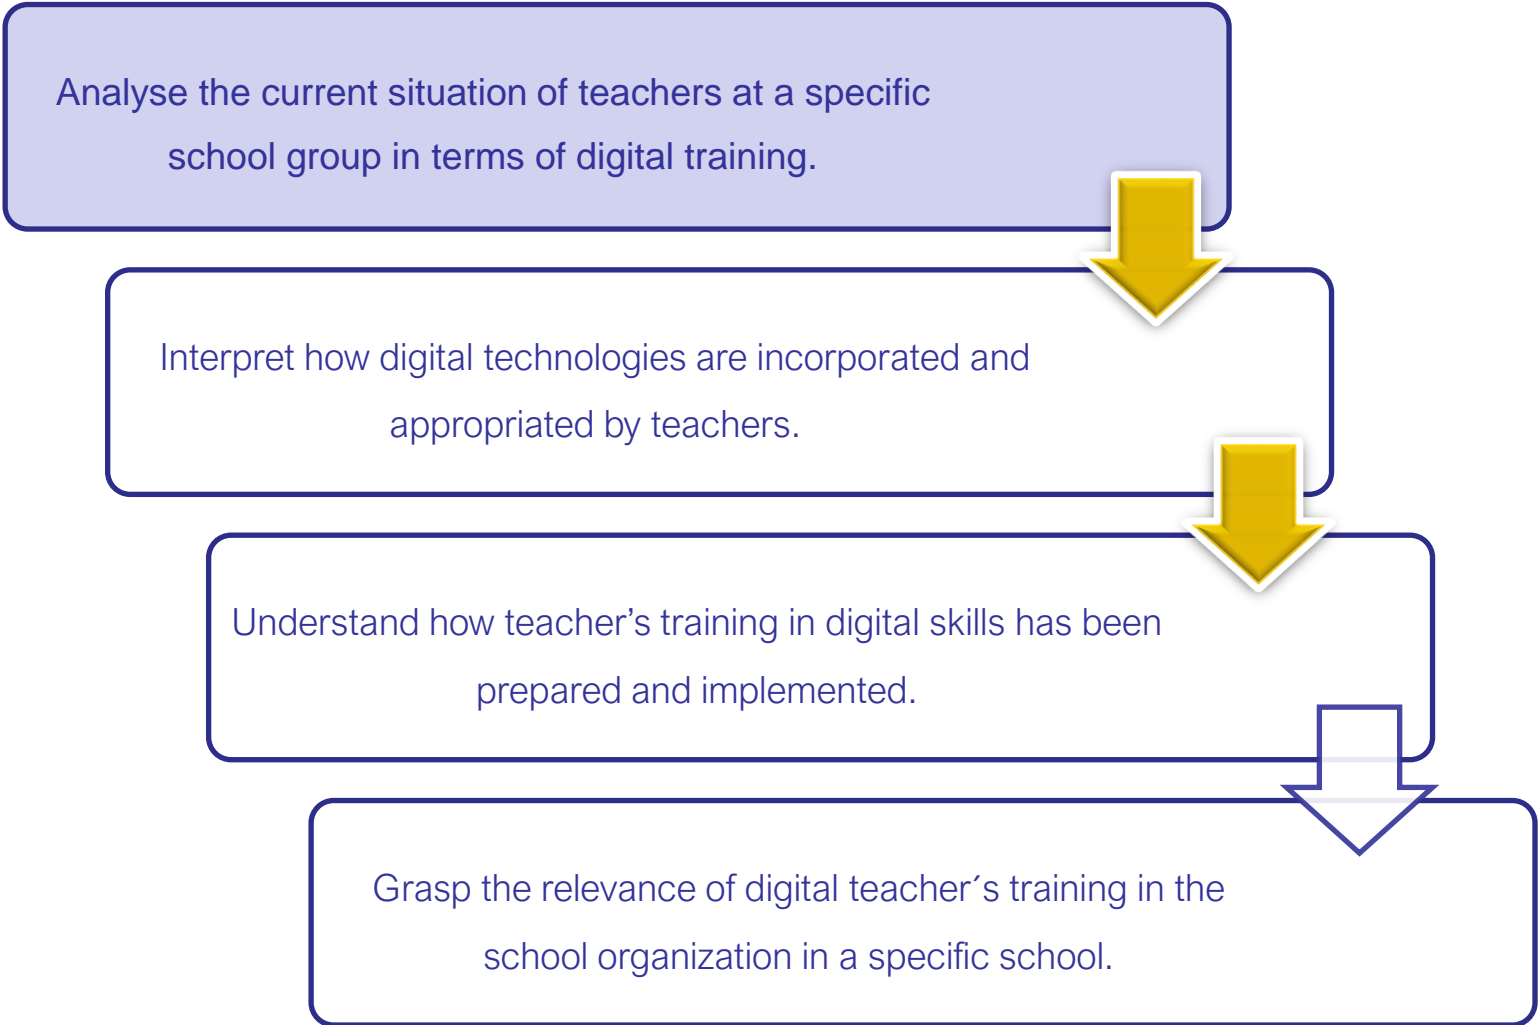 Analyse the current situation of teachers at a specific
school group in terms of digital training.
Interpret how digital technologies are incorporated and
appropriated by teachers.
Understand how teacher’s training in digital skills has been
prepared and implemented.
Grasp the relevance of digital teacher´s training in the
school organization in a specific school.